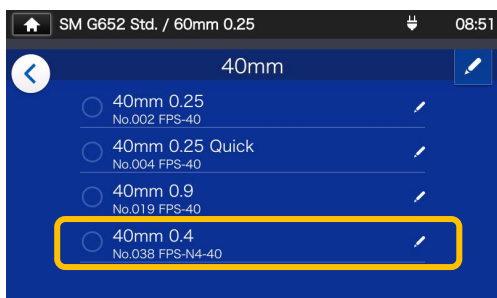 SM G652 Std. / 60mm 0.25 08:51
40mm
40mm 0.25
No.002 FPS-40
40mm 0.25 Quick
No.004 FPS-40
40mm 0.9
No.019 FPS-40
40mm 0.4
No.038 FPS-N4-40